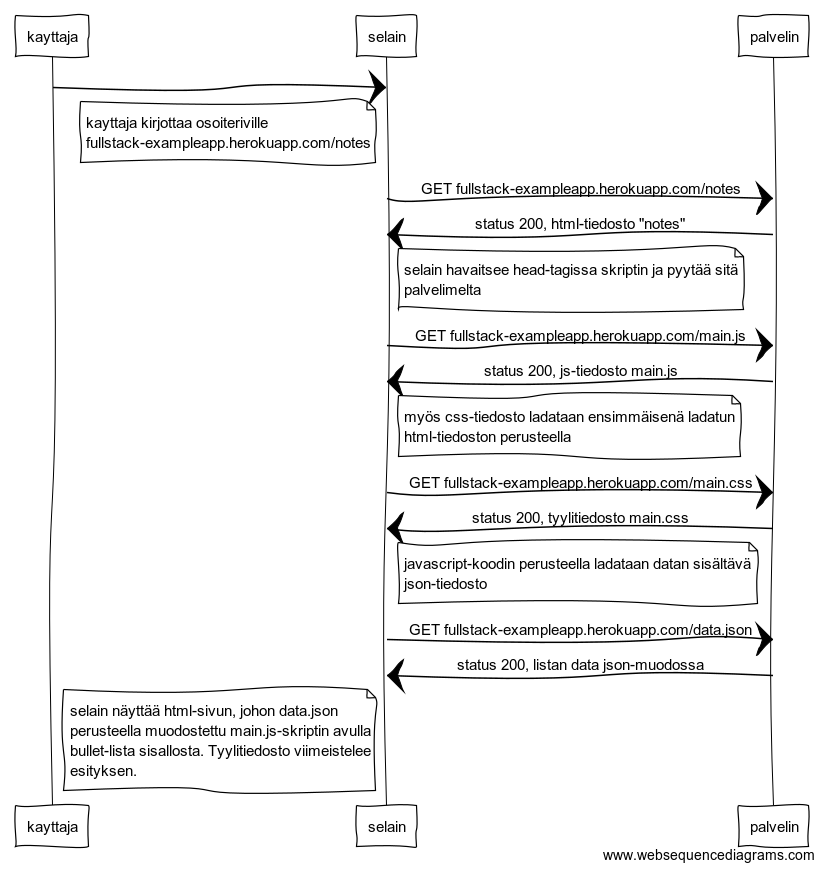 kayttaja
selain
palvelin
kayttaja kirjottaa osoiteriville
fullstack-exampleapp.herokuapp.com/notes
GET fullstack-exampleapp.herokuapp.com/notes
status 200, html-tiedosto "notes"
selain havaitsee head-tagissa skriptin ja pyytää sitä
palvelimelta
GET fullstack-exampleapp.herokuapp.com/main.js
status 200, js-tiedosto main.js
myös css-tiedosto ladataan ensimmäisenä ladatun
html-tiedoston perusteella
GET fullstack-exampleapp.herokuapp.com/main.css
status 200, tyylitiedosto main.css
javascript-koodin perusteella ladataan datan sisältävä
json-tiedosto
GET fullstack-exampleapp.herokuapp.com/data.json
status 200, listan data json-muodossa
selain näyttää html-sivun, johon data.json
perusteella muodostettu main.js-skriptin avulla
bullet-lista sisallosta. Tyylitiedosto viimeistelee
esityksen.
kayttaja
selain
palvelin
www.websequencediagrams.com